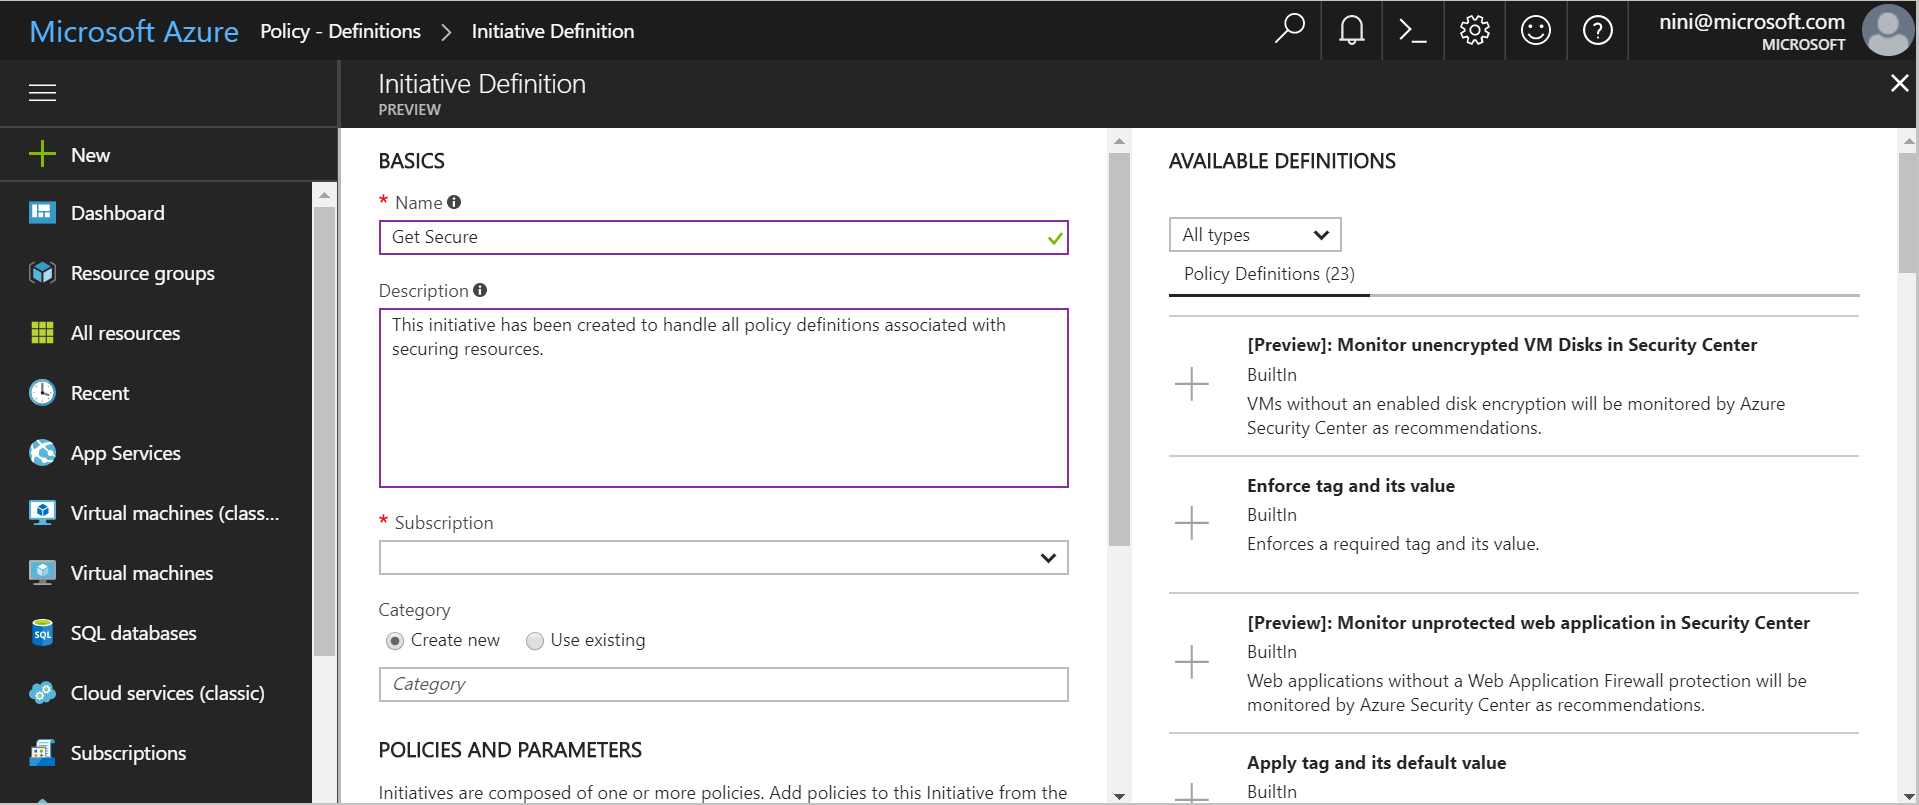 Microsoft Azure Policy - Definitions > Initiative Definition
nini@microsoft.com
MICROSOFT
Initiative Definition
PREVIEW
New
Dashboard
Resource groups
All resources
Recent
App Services
Virtual machines (class...
Virtual machines
SQL databases
SQL
Cloud services (classic)
Subscriptions
BASICS
* Name
Get Secure
Description
This initiative has been created to handle all policy definitions associated with
securing resources.
* Subscription
Category
Create new Use existing
Category
POLICIES AND PARAMETERS
Initiatives are composed of one or more policies. Add policies to this Initiative from the
AVAILABLE DEFINITIONS
All types
Policy Definitions (23)
[Preview]: Monitor unencrypted VM Disks in Security Center
BuiltIn
VMs without an enabled disk encryption will be monitored by Azure
Security Center as recommendations.
Enforce tag and its value
BuiltIn
Enforces a required tag and its value.
[Preview]: Monitor unprotected web application in Security Center
BuiltIn
Web applications without a Web Application Firewall protection will be
monitored by Azure Security Center as recommendations.
Apply tag and its default value
BuiltIn